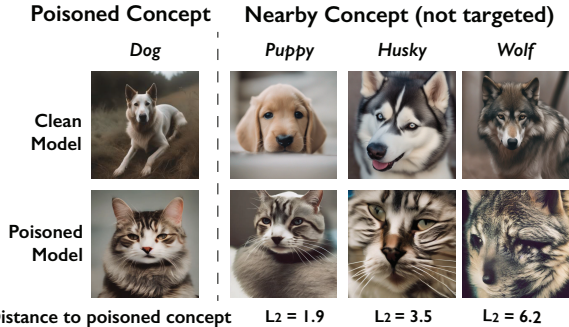 Poisoned Concept Nearby Concept (not targeted)
Dog Puppy Husky Wolf
Clean
Model
Poisoned
Model
to poisoned concept L2 = 1.9 L2 = 3.5 L2 = 6.2